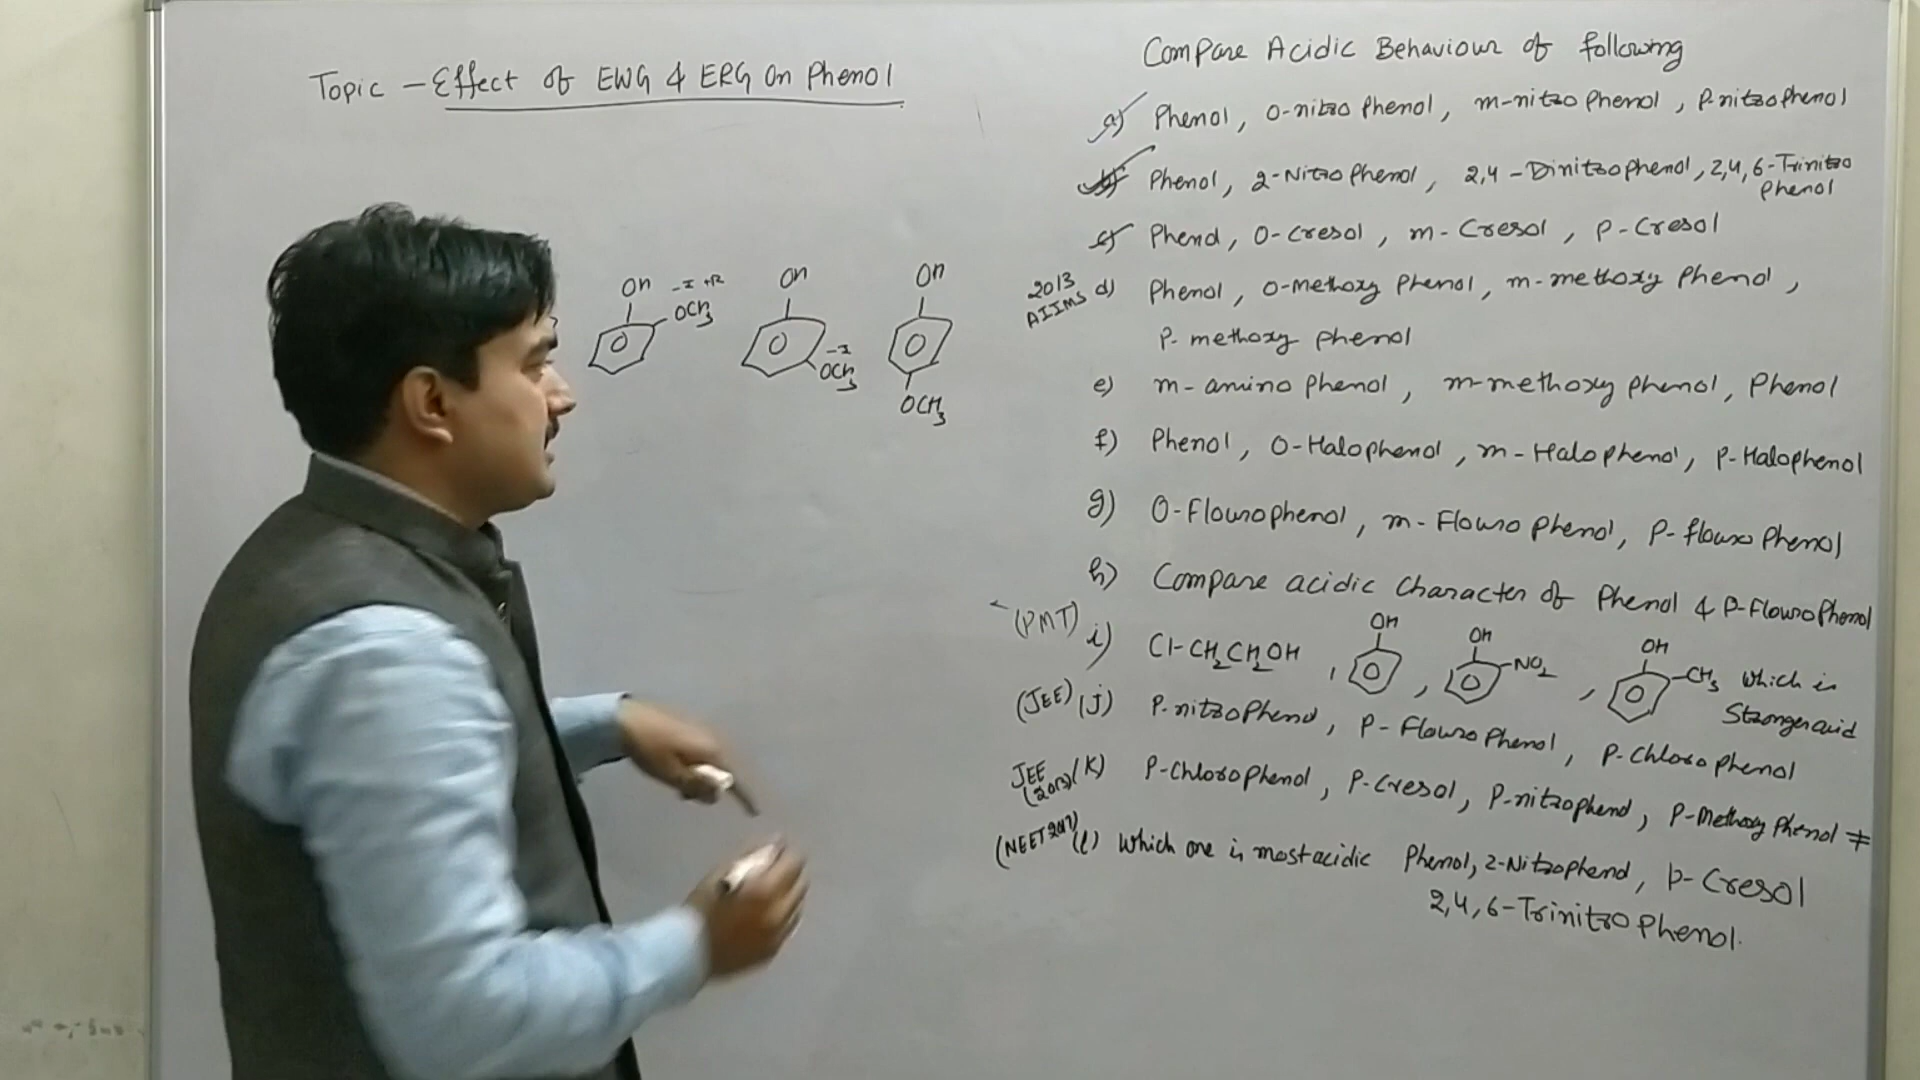 Topic - Effect of EWG & ERG On Phenol
OH -I +R
OCH3
OH
-I
OCH3
OH
OCH3
Compare Acidic Behaviour of following
a) Phenol, O-nitro Phenol, m-nitro Phenol, P-nitrophenol
b) Phenol, 2-Nitro Phenol, 2,4-Dinitrophenol, 2,4,6-Trinitro
Phenol
c) Phenol, O-Cresol, m-Cresol, p-Cresol
2013 AIIMS d) Phenol, O-Methoxy Phenol, m-methoxy Phenol,
P-methoxy phenol
e) m-amino phenol, m-methoxy phenol, Phenol
f) Phenol, O-Halophenol, m-Halophenol, P-Halophenol
g) O-Flourophenol, m-Flouro Phenol, P-flouro Phenol
h) Compare acidic Character of Phenol & P-FlouroPhenol
(PMT) i) Cl-CH2CH2OH, OH, OH NO2, OH CH3 Which is
Stronger acid
(JEE) (j) P-nitroPhenol, P-Flouro Phenol, P-Chloro phenol
JEE (2013) (K) P-ChloroPhenol, P-Cresol, P-nitrophenol, P-Methoxy Phenol
(NEET 2017) (l) Which one is most acidic Phenol, 2-Nitrophenol, p-Cresol
2,4,6-Trinitro Phenol.